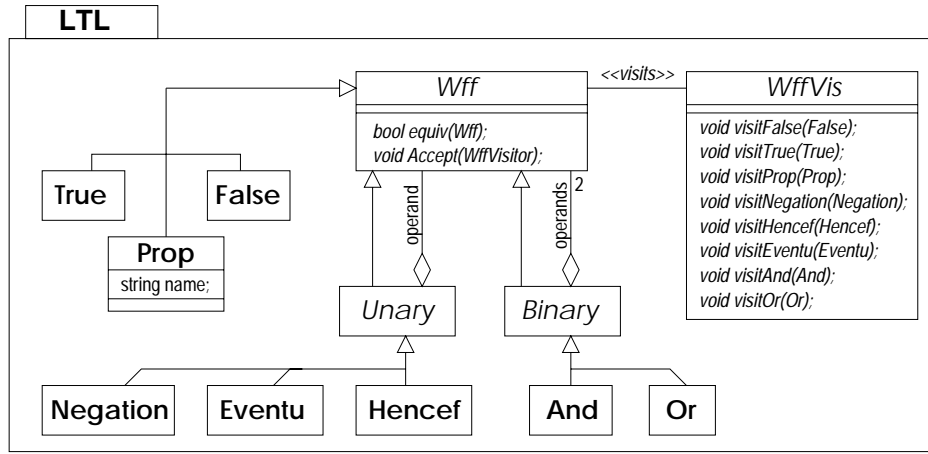 LTL
Wff
<<visits>>
WffVis
bool equiv(Wff);
void Accept(WffVisitor);
void visitFalse(False);
void visitTrue(True);
void visitProp(Prop);
void visitNegation(Negation);
void visitHencef(Hencef);
void visitEventu(Eventu);
void visitAnd(And);
void visitOr(Or);
True
False
Prop
string name;
operand
operands
2
Unary
Binary
Negation
Eventu
Hencef
And
Or